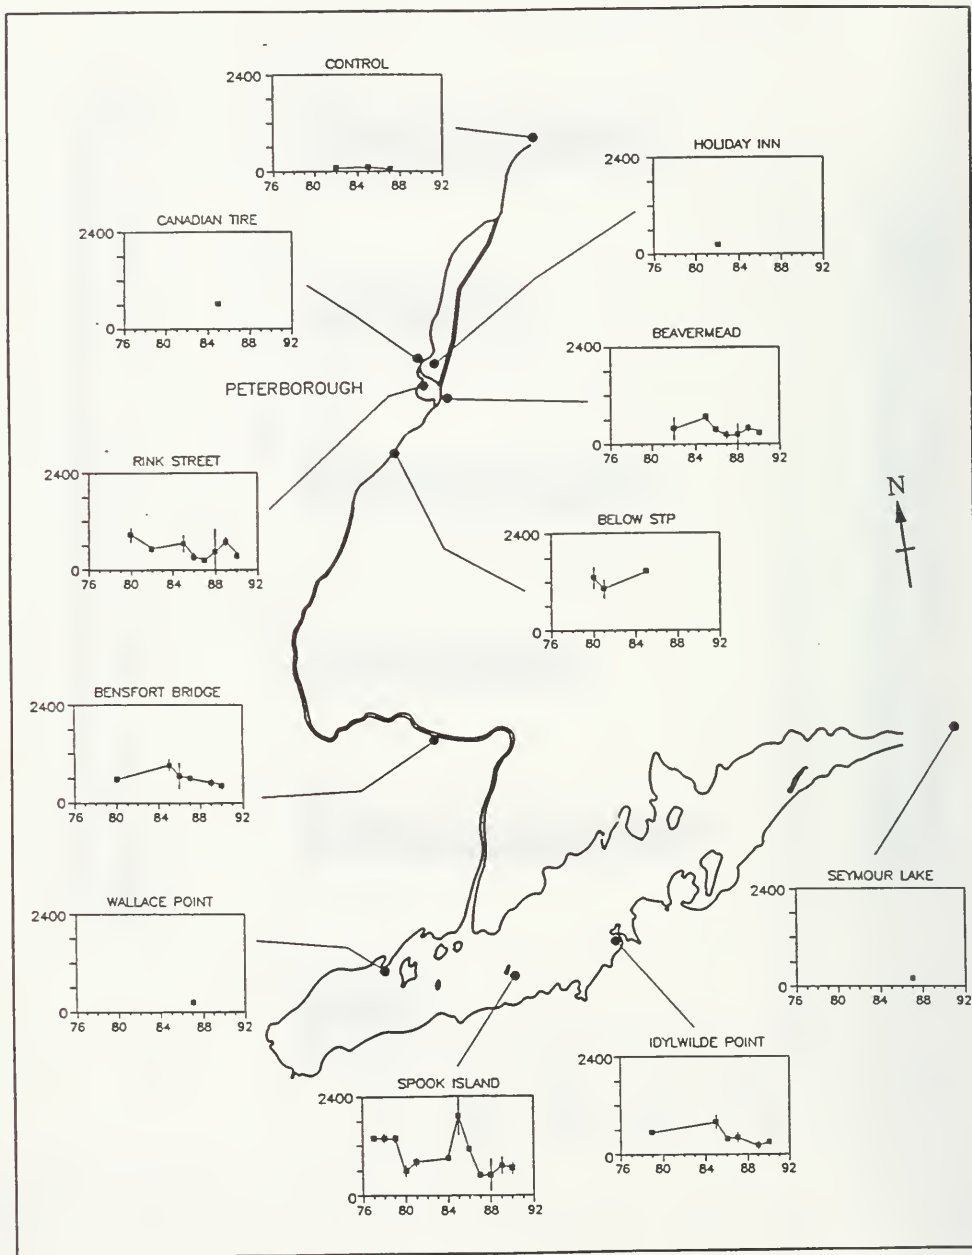 CONTROL
2400
0
76 80 84 88 92
HOLIDAY INN
2400
0
76 80 84 88 92
CANADIAN TIRE
2400
0
76 80 84 88 92
BEAVERMEAD
2400
0
76 80 84 88 92
PETERBOROUGH
RINK STREET
2400
0
76 80 84 88 92
N
BELOW STP
2400
0
76 80 84 88 92
BENSFORT BRIDGE
2400
0
76 80 84 88 92
SEYMOUR LAKE
2400
0
76 80 84 88 92
WALLACE POINT
2400
0
76 80 84 88 92
IDYLWILDE POINT
2400
0
76 80 84 88 92
SPOOK ISLAND
2400
0
76 80 84 88 92